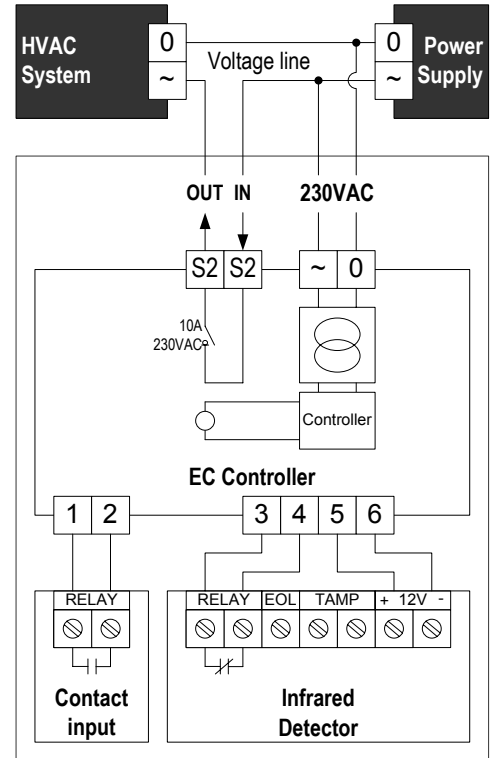 HVAC
System
0
~
Voltage line
0
~
Power
Supply
OUT IN
230VAC
S2 S2
~ 0
10A
230VAC
Controller
EC Controller
1 2
3 4 5 6
RELAY
RELAY EOL TAMP + 12V -
Contact
input
Infrared
Detector